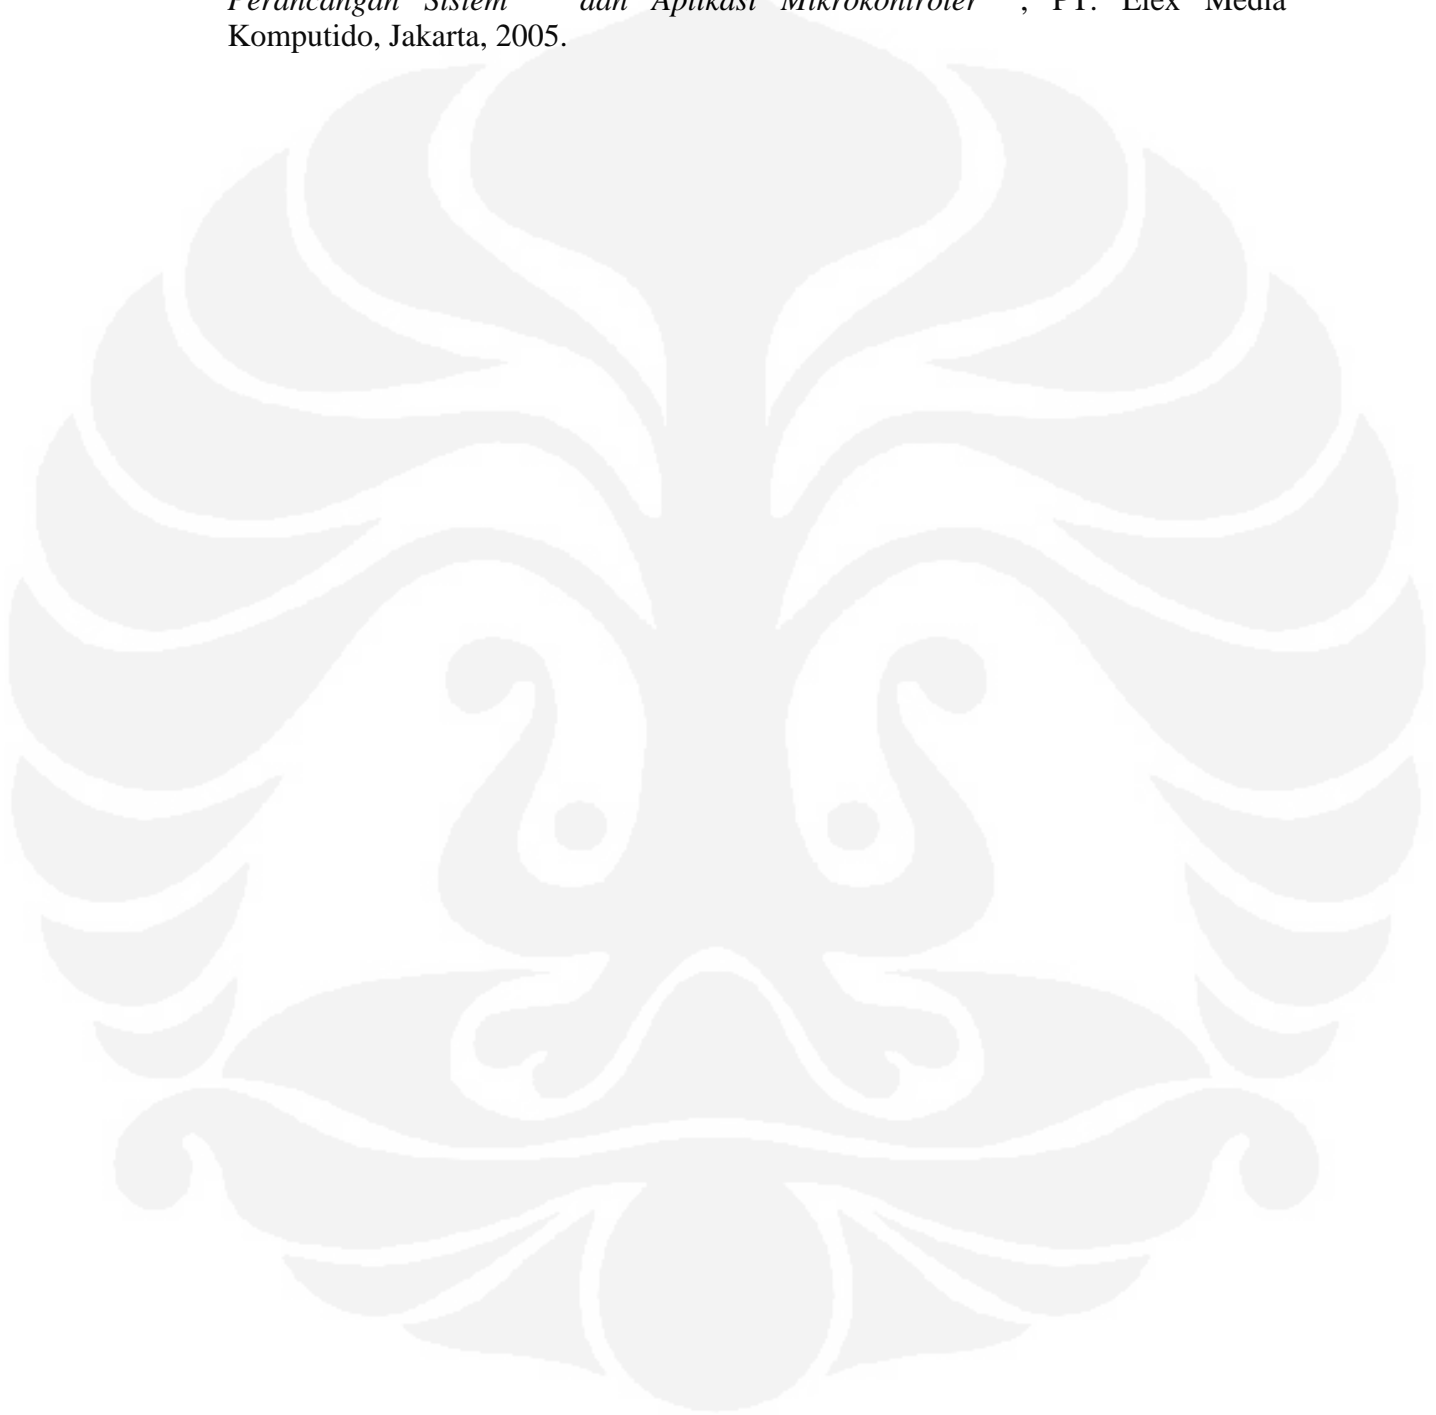 Perancangan Sistem dan Aplikasi Mikrokontroler , PT. Elex Media
Komputido, Jakarta, 2005.